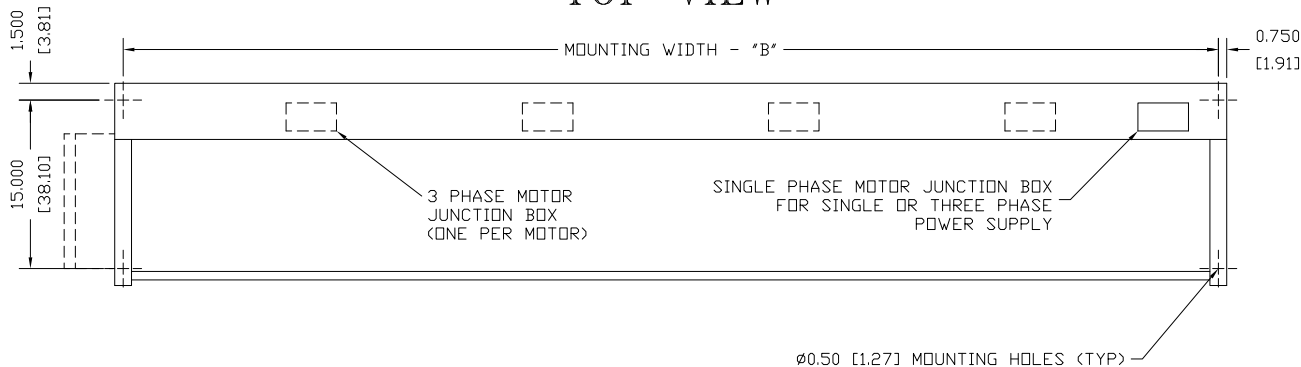 TOP VIEW
1.500
[3.81]
MOUNTING WIDTH - "B"
0.750
[1.91]
15.000
[38.10]
3 PHASE MOTOR
JUNCTION BOX
(ONE PER MOTOR)
SINGLE PHASE MOTOR JUNCTION BOX
FOR SINGLE OR THREE PHASE
POWER SUPPLY
Ø0.50 [1.27] MOUNTING HOLES (TYP)